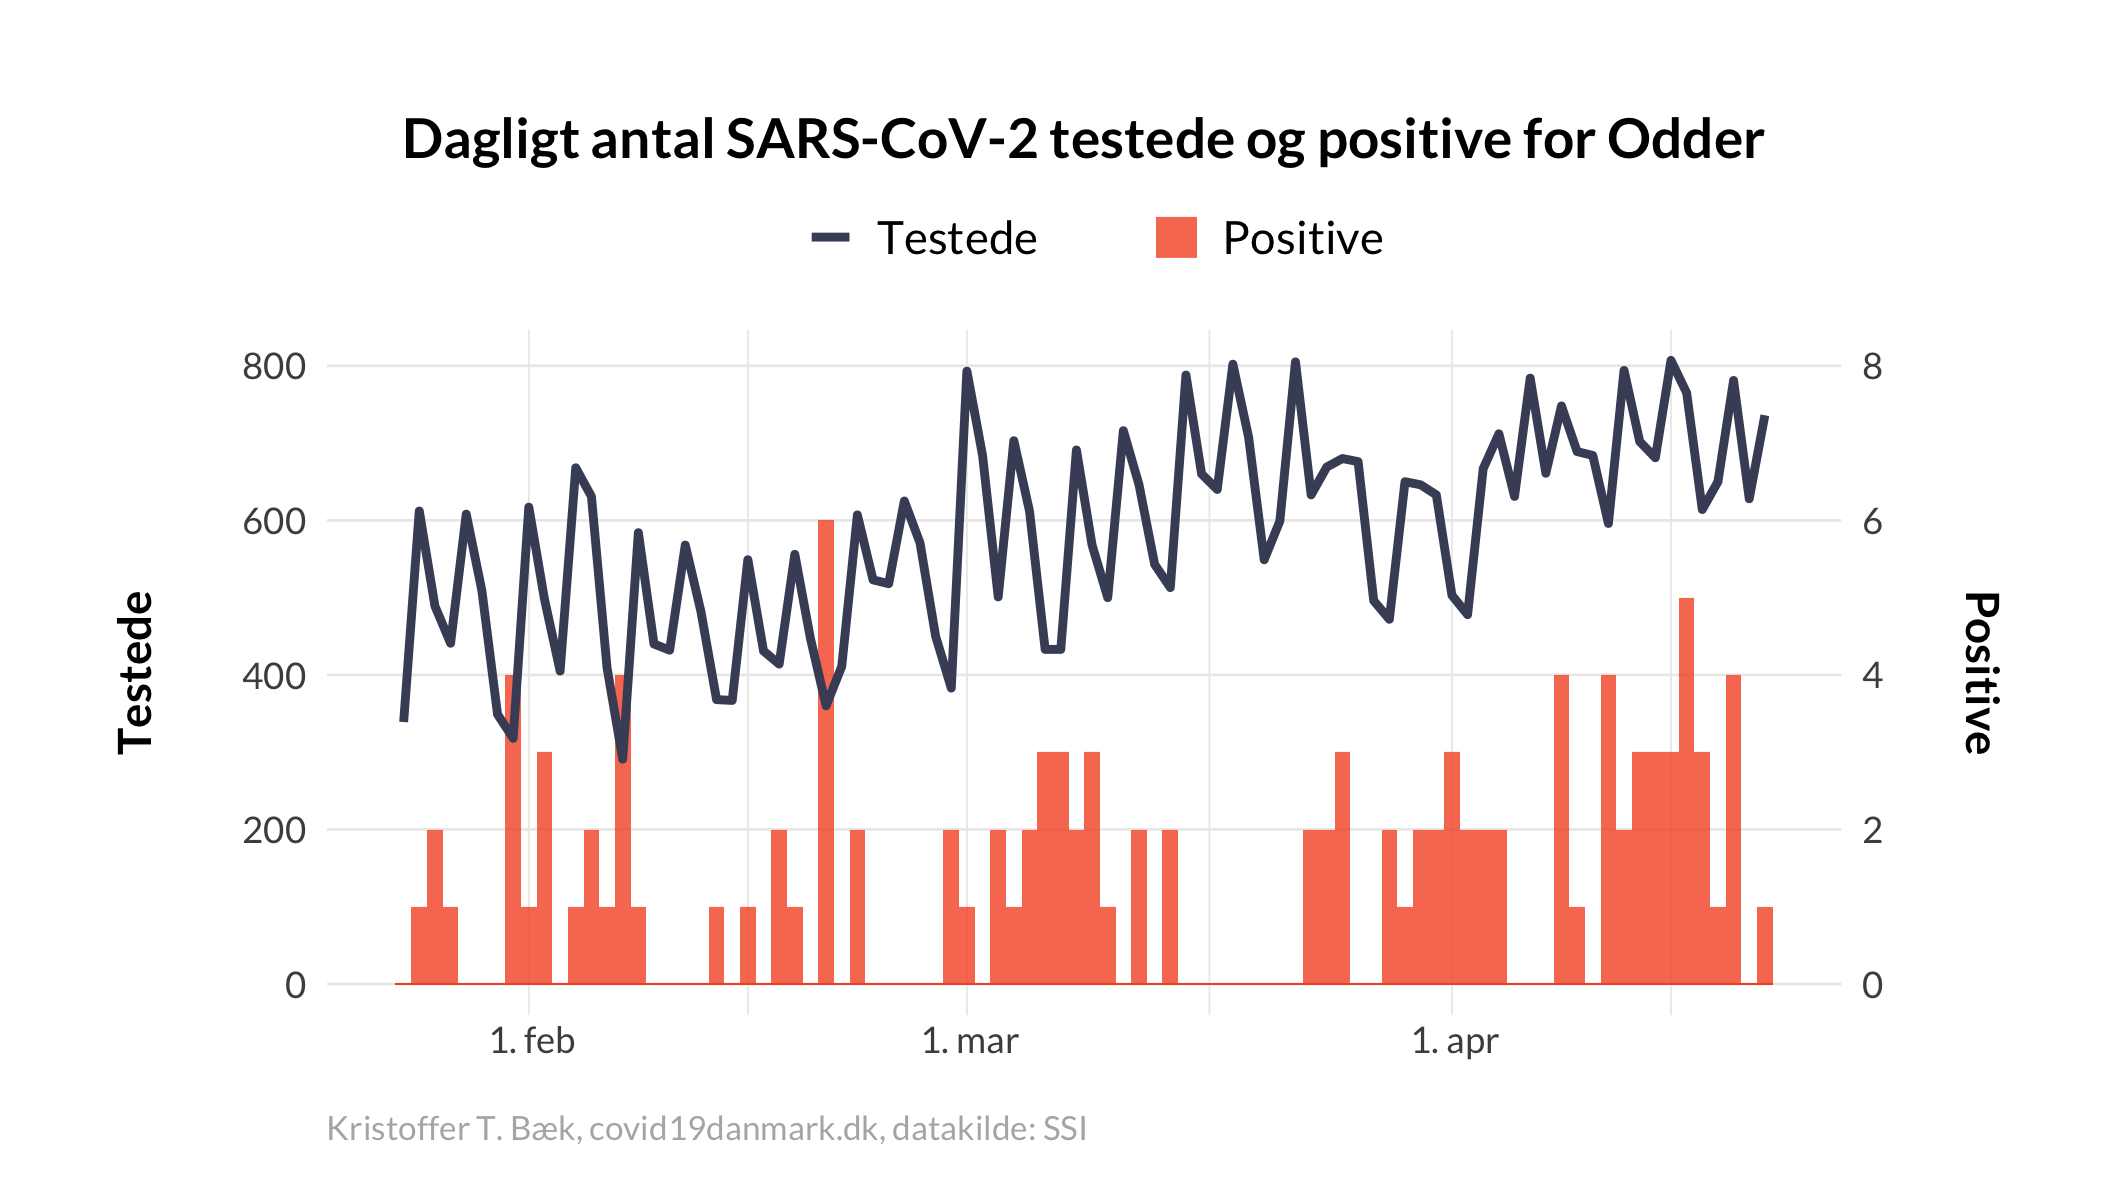 Dagligt antal SARS-CoV-2 testede og positive for Odder
Testede Positive
800 8
600 6
400 4
200 2
0 0
Testede
Positive
1. feb 1. mar 1. apr
Kristoffer T. Bæk, covid19danmark.dk, datakilde: SSI